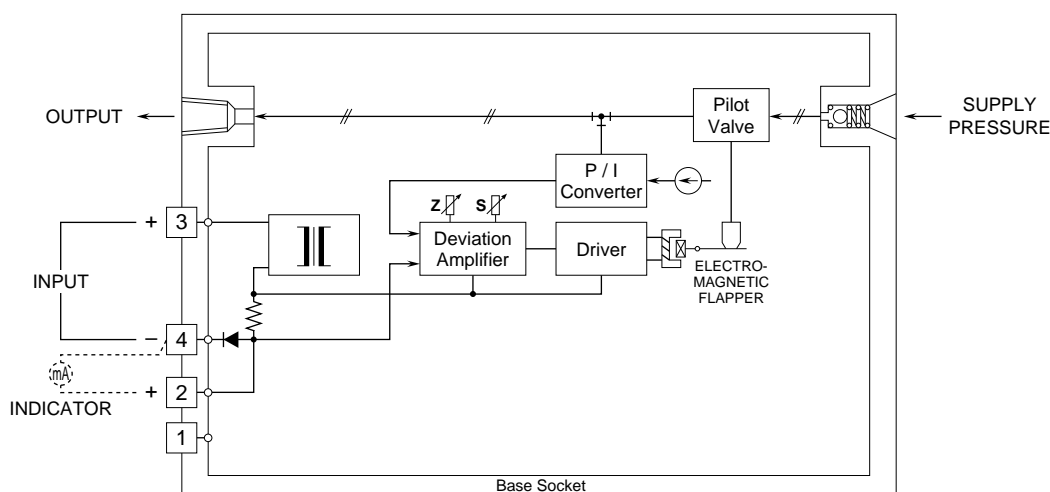 OUTPUT
Pilot
Valve
SUPPLY
PRESSURE
P / I
Converter
Z
S
+
3
Deviation
Amplifier
Driver
INPUT
ELECTRO-
MAGNETIC
FLAPPER
−
4
mA
+
2
INDICATOR
1
Base Socket